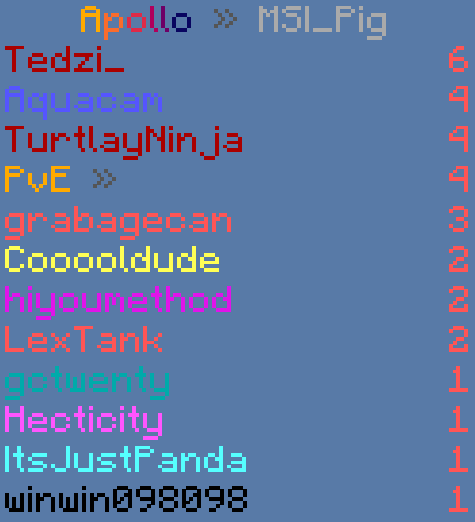 Apollo » MSI_Pig
Tedzi_ 6
Aquacam 4
TurtlayNinja 4
PvE » 4
grabagecan 3
Cooooldude 2
hiyoumethod 2
LexTank 2
gotwenty 1
Hecticity 1
ItsJustPanda 1
winwin098098 1